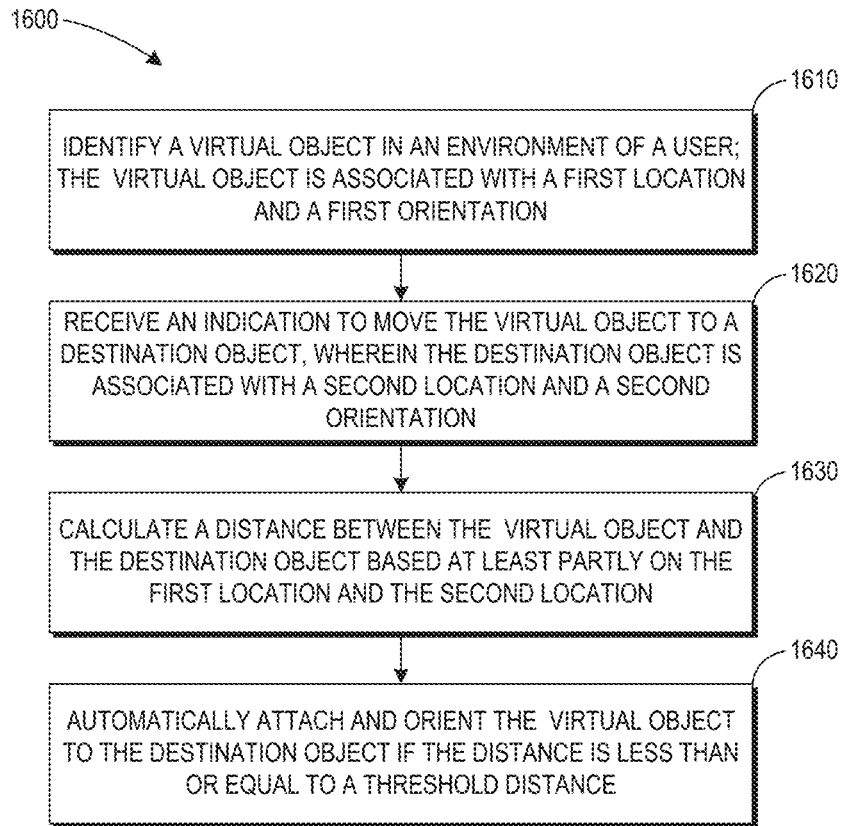 1600
1610
IDENTIFY A VIRTUAL OBJECT IN AN ENVIRONMENT OF A USER;
THE VIRTUAL OBJECT IS ASSOCIATED WITH A FIRST LOCATION
AND A FIRST ORIENTATION
1620
RECEIVE AN INDICATION TO MOVE THE VIRTUAL OBJECT TO A
DESTINATION OBJECT, WHEREIN THE DESTINATION OBJECT IS
ASSOCIATED WITH A SECOND LOCATION AND A SECOND
ORIENTATION
1630
CALCULATE A DISTANCE BETWEEN THE VIRTUAL OBJECT AND
THE DESTINATION OBJECT BASED AT LEAST PARTLY ON THE
FIRST LOCATION AND THE SECOND LOCATION
1640
AUTOMATICALLY ATTACH AND ORIENT THE VIRTUAL OBJECT
TO THE DESTINATION OBJECT IF THE DISTANCE IS LESS THAN
OR EQUAL TO A THRESHOLD DISTANCE